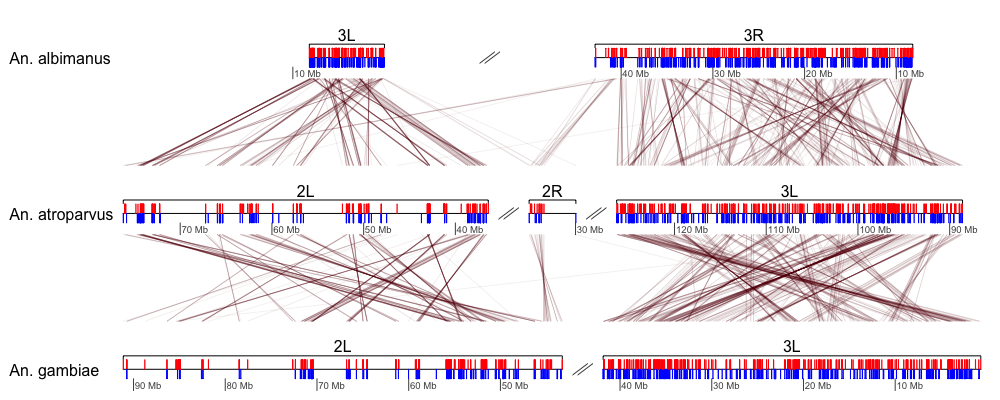 3L 3R
An. albimanus
10 Mb 40 Mb 30 Mb 20 Mb 10 Mb
2L 2R 3L
An. atroparvus
70 Mb 60 Mb 50 Mb 40 Mb 30 Mb 120 Mb 110 Mb 100 Mb 90 Mb
2L 3L
An. gambiae
90 Mb 80 Mb 70 Mb 60 Mb 50 Mb 40 Mb 30 Mb 20 Mb 10 Mb